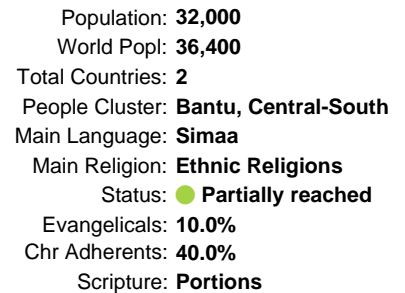 Population: 32,000
World Popl: 36,400
Total Countries: 2
People Cluster: Bantu, Central-South
Main Language: Simaa
Main Religion: Ethnic Religions
Status: Partially reached
Evangelicals: 10.0%
Chr Adherents: 40.0%
Scripture: Portions